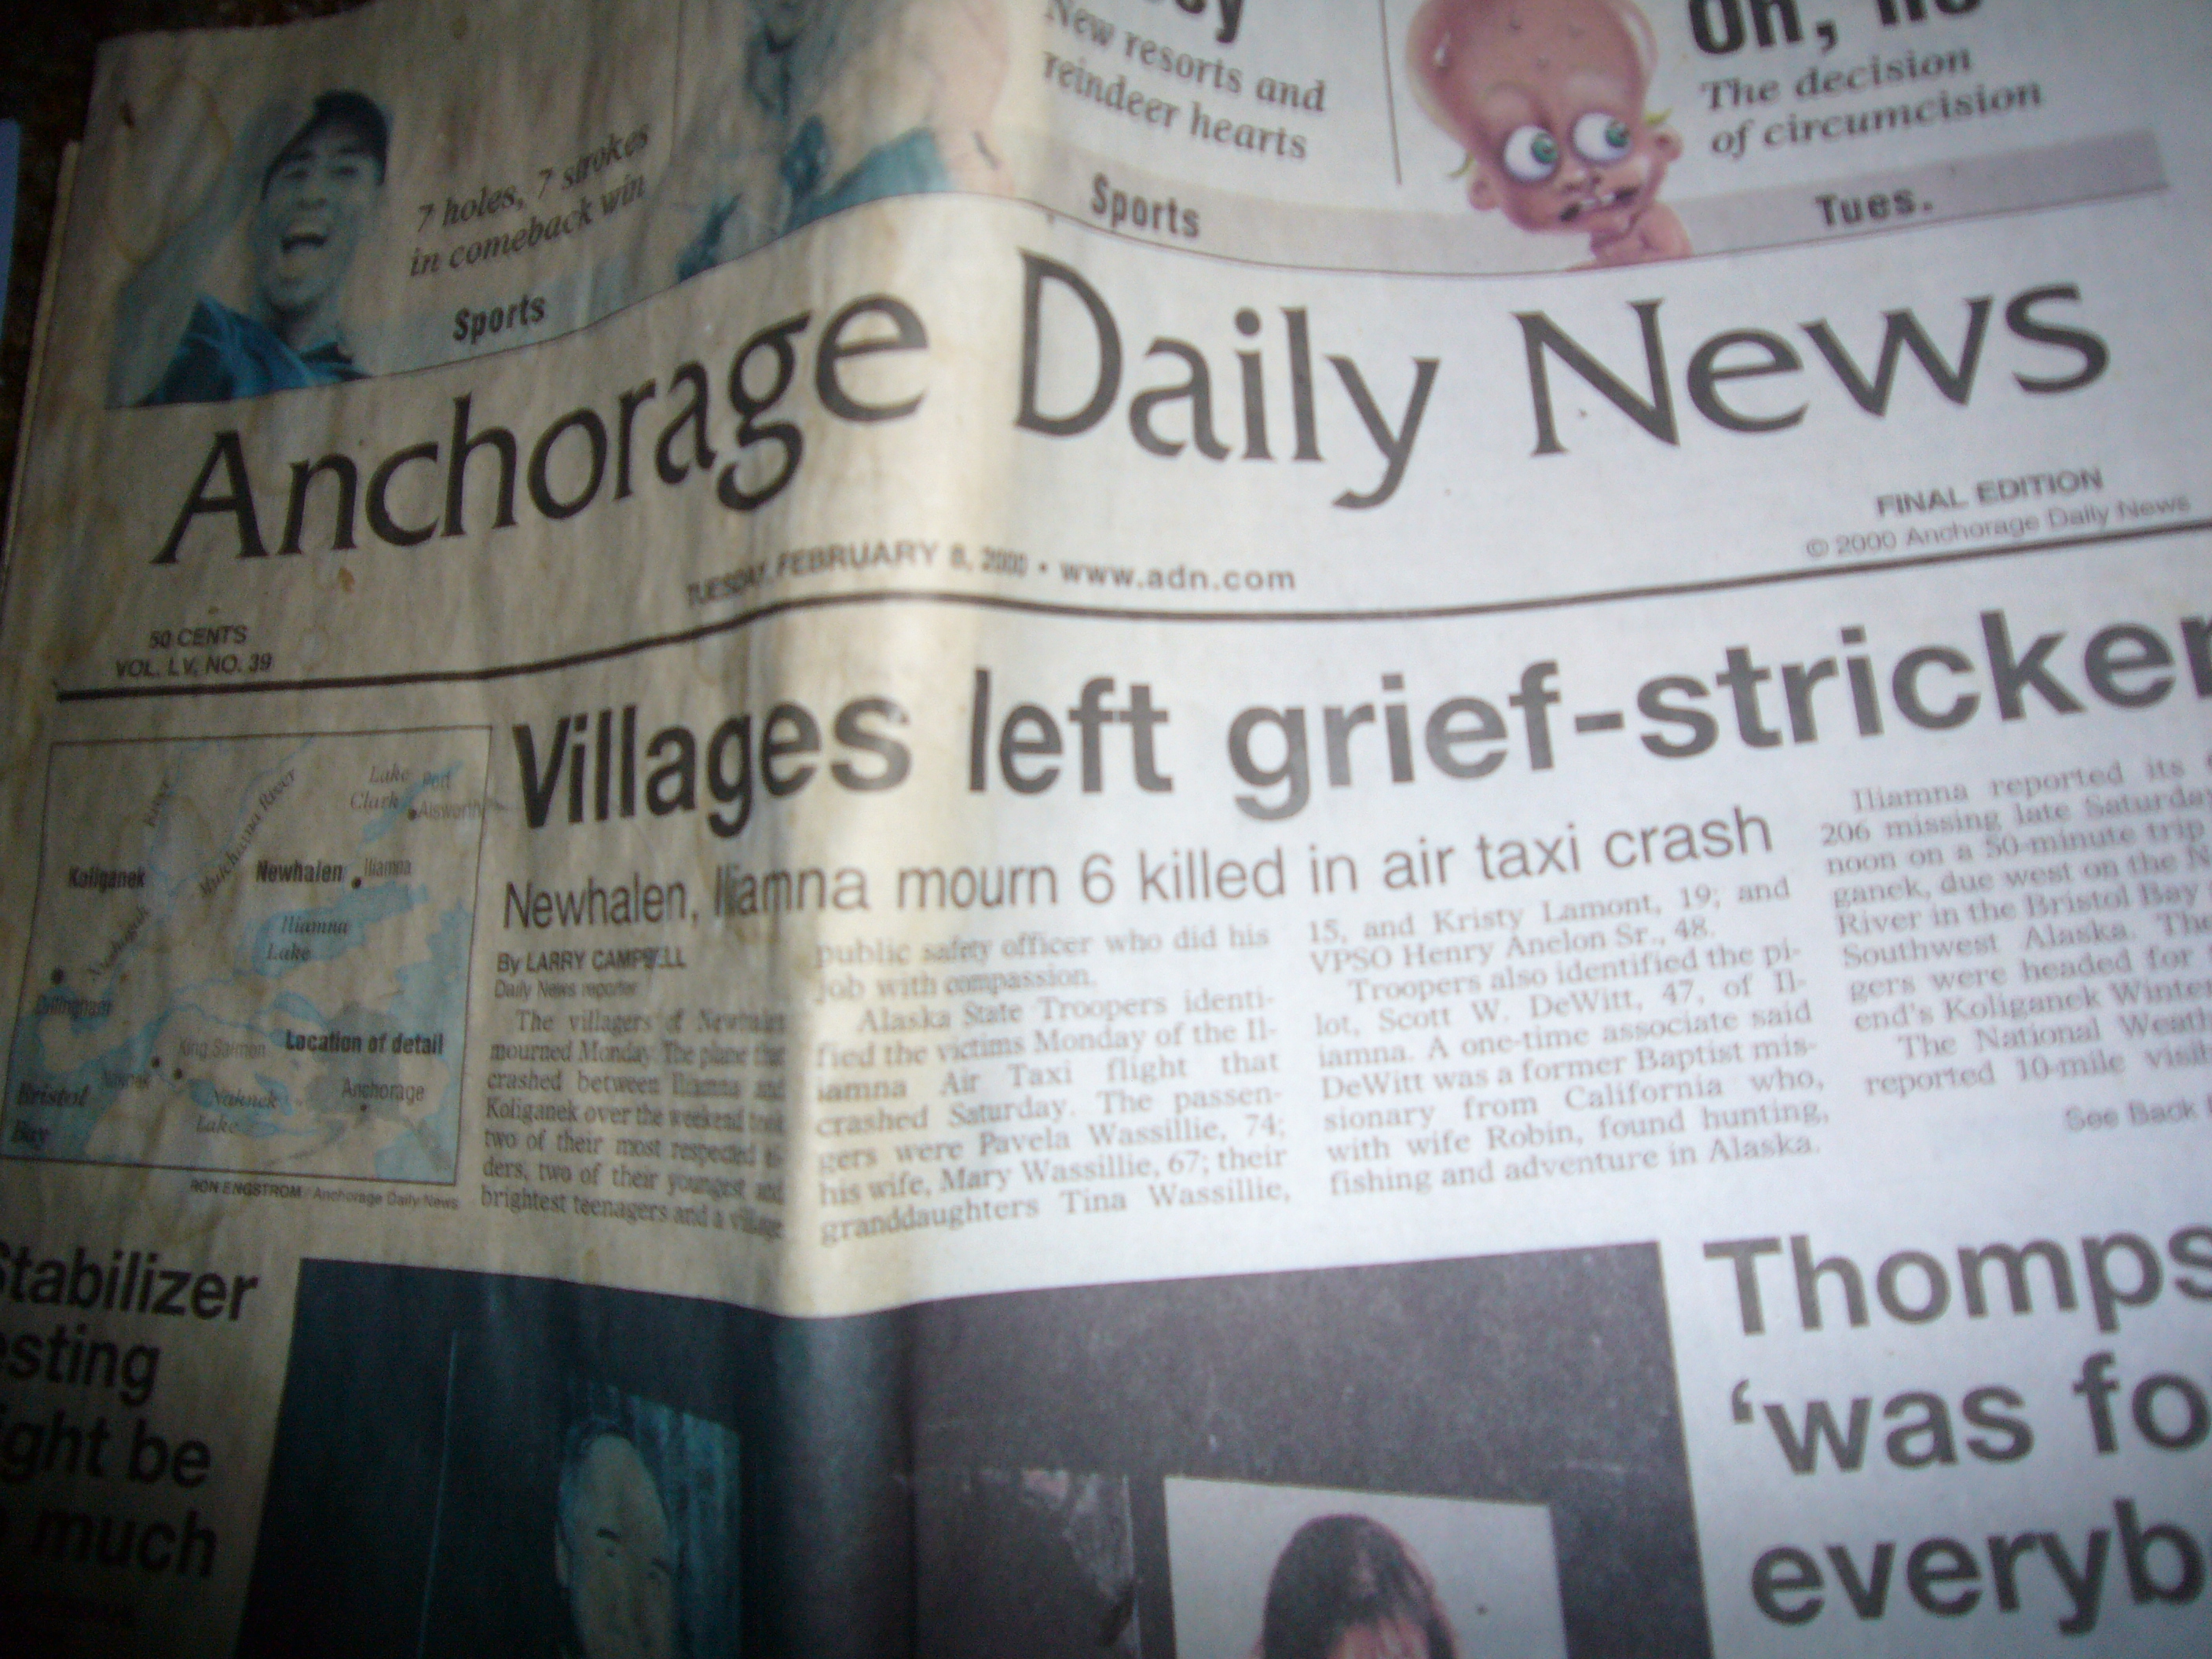 7 holes, 7 strokes
in comeback win
Sports
New resorts and
reindeer hearts
Sports
Oh, no
The decision
of circumcision
Tues.
Anchorage Daily News
FINAL EDITION
© 2000 Anchorage Daily News
TUESDAY, FEBRUARY 8, 2000 • www.adn.com
50 CENTS
VOL. LV, NO. 39
Villages left grief-stricken
Newhalen, Iliamna mourn 6 killed in air taxi crash
Lake
Clark
Port
Alsworth
River
Mulchatna River
Koliganek
Newhalen
Iliamna
Iliamna
Lake
Nushagak
Dillingham
King Salmon
Naknek
Location of detail
Anchorage
Naknek
Lake
Bristol
Bay
RON ENGSTROM / Anchorage Daily News
By LARRY CAMPBELL
Daily News reporter
The villagers of Newhalen
mourned Monday. The plane that
crashed between Iliamna and
Koliganek over the weekend took
two of their most respected el-
ders, two of their youngest and
brightest teenagers and a village
public safety officer who did his
job with compassion.
Alaska State Troopers identi-
fied the victims Monday of the Il-
iamna Air Taxi flight that
crashed Saturday. The passen-
gers were Pavela Wassillie, 74;
his wife, Mary Wassillie, 67; their
granddaughters Tina Wassillie,
15, and Kristy Lamont, 19; and
VPSO Henry Anelon Sr., 48.
Troopers also identified the pi-
lot, Scott W. DeWitt, 47, of Il-
iamna. A one-time associate said
DeWitt was a former Baptist mis-
sionary from California who,
with wife Robin, found hunting,
fishing and adventure in Alaska.
Iliamna reported its
206 missing late Saturday
noon on a 50-minute trip
ganek, due west on the
River in the Bristol Bay
Southwest Alaska. The
gers were headed for
end's Koliganek Winter
The National Weath
reported 10-mile visib
See Back
Stabilizer
esting
ight be
much
Thomps
‘was fo
everyb